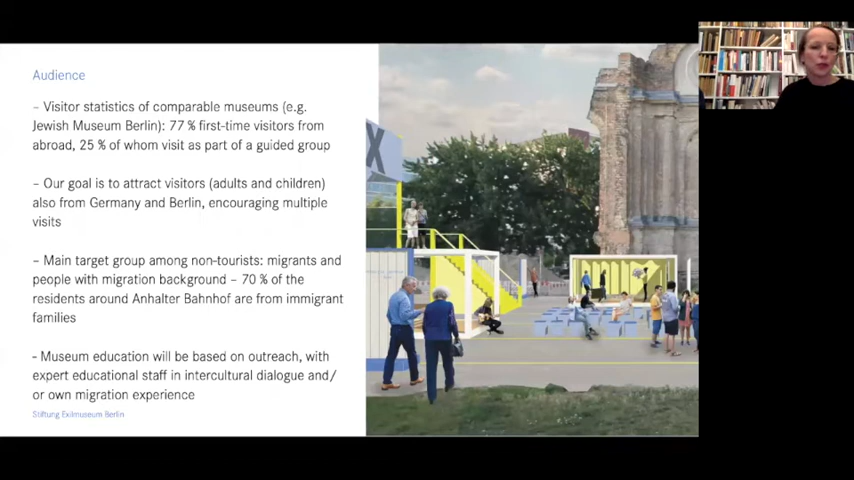 Audience
– Visitor statistics of comparable museums (e.g.
Jewish Museum Berlin): 77 % first-time visitors from
abroad, 25 % of whom visit as part of a guided group
– Our goal is to attract visitors (adults and children)
also from Germany and Berlin, encouraging multiple
visits
– Main target group among non-tourists: migrants and
people with migration background – 70 % of the
residents around Anhalter Bahnhof are from immigrant
families
- Museum education will be based on outreach, with
expert educational staff in intercultural dialogue and/
or own migration experience
Stiftung Exilmuseum Berlin
X